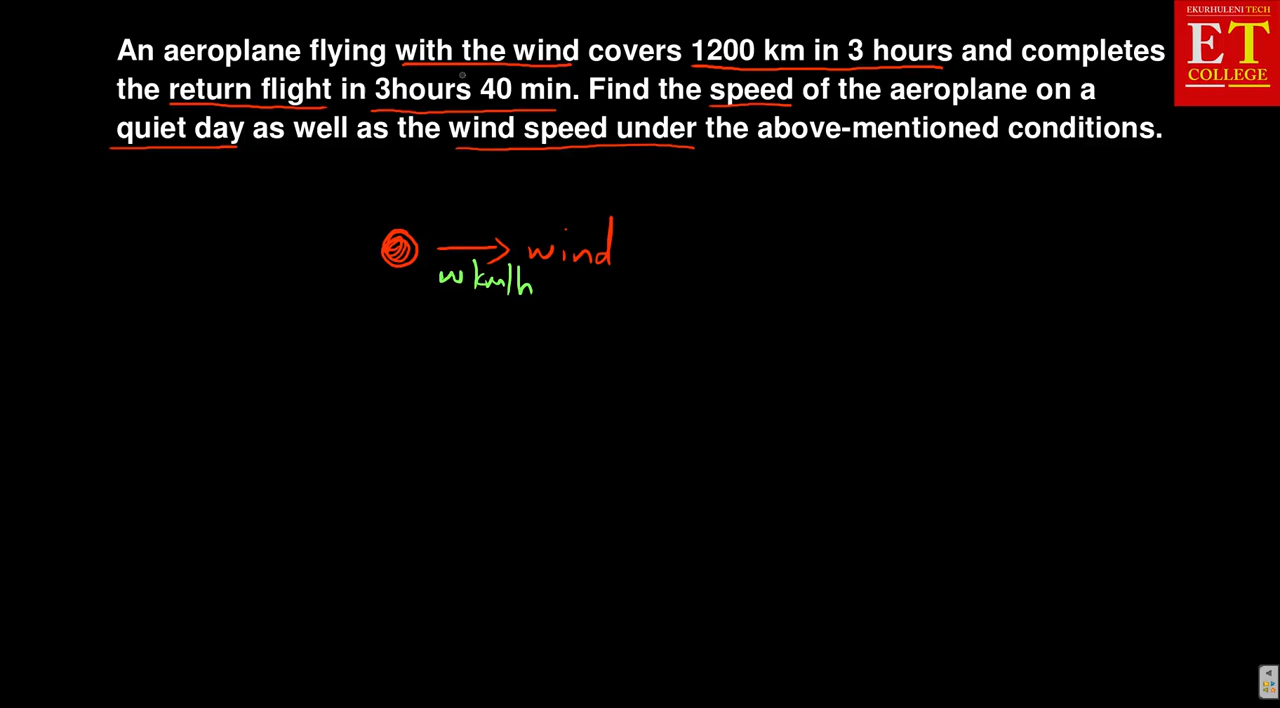 EKURHULENI TECH
ET
COLLEGE
An aeroplane flying with the wind covers 1200 km in 3 hours and completes
the return flight in 3hours 40 min. Find the speed of the aeroplane on a
quiet day as well as the wind speed under the above-mentioned conditions.
wind
w km/h